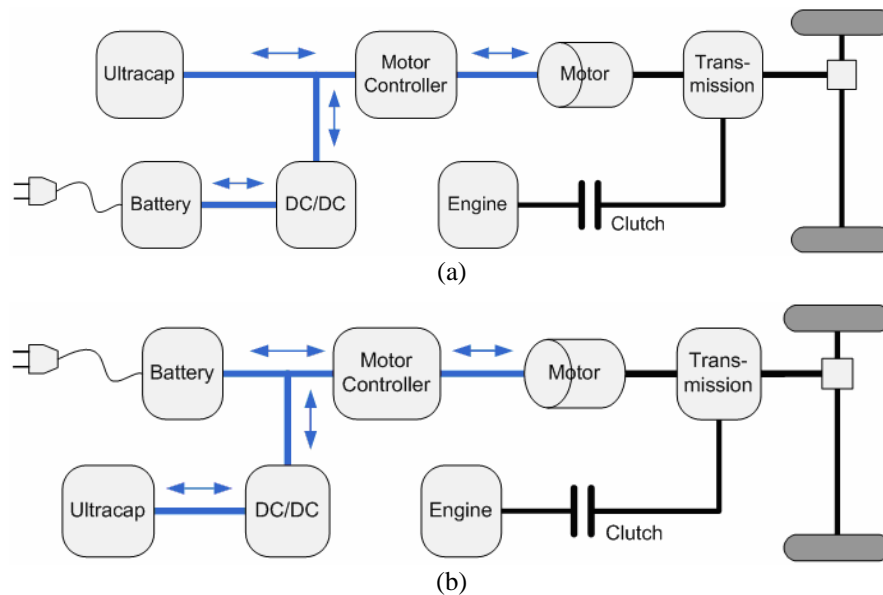 Ultracap
Motor
Controller
Motor
Trans-
mission
Battery
DC/DC
Engine
Clutch
(a)
Battery
Motor
Controller
Motor
Trans-
mission
Ultracap
DC/DC
Engine
Clutch
(b)